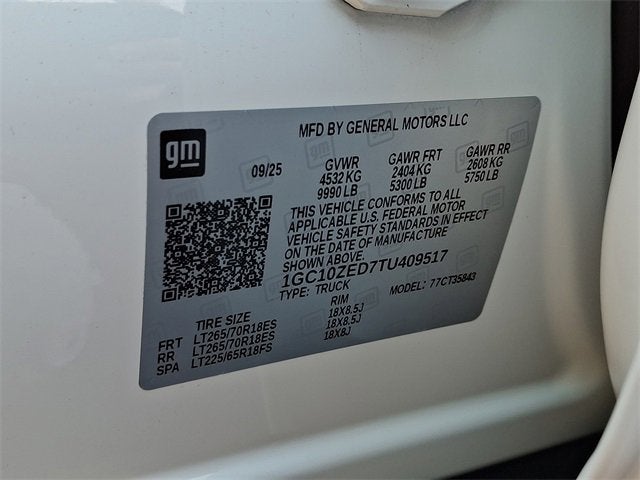 MFD BY GENERAL MOTORS LLC
gm
09/25 GVWR GAWR FRT GAWR RR
4532 KG 2404 KG 2608 KG
9990 LB 5300 LB 5750 LB
THIS VEHICLE CONFORMS TO ALL
APPLICABLE U.S. FEDERAL MOTOR
VEHICLE SAFETY STANDARDS IN EFFECT
ON THE DATE OF MANUFACTURE
SHOWN ABOVE.
1GC10ZED7TU409517
TYPE: TRUCK MODEL: 77CT35843
TIRE SIZE RIM
FRT LT265/70R18ES 18X8.5J
RR LT265/70R18ES 18X8.5J
SPA LT225/65R18FS 18X8J